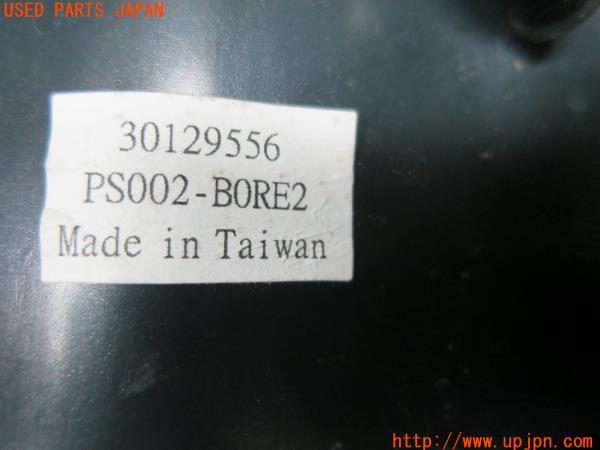 USED PARTS JAPAN
30129556
PS002-B0RE2
Made in Taiwan
http://www.upjpn.com/